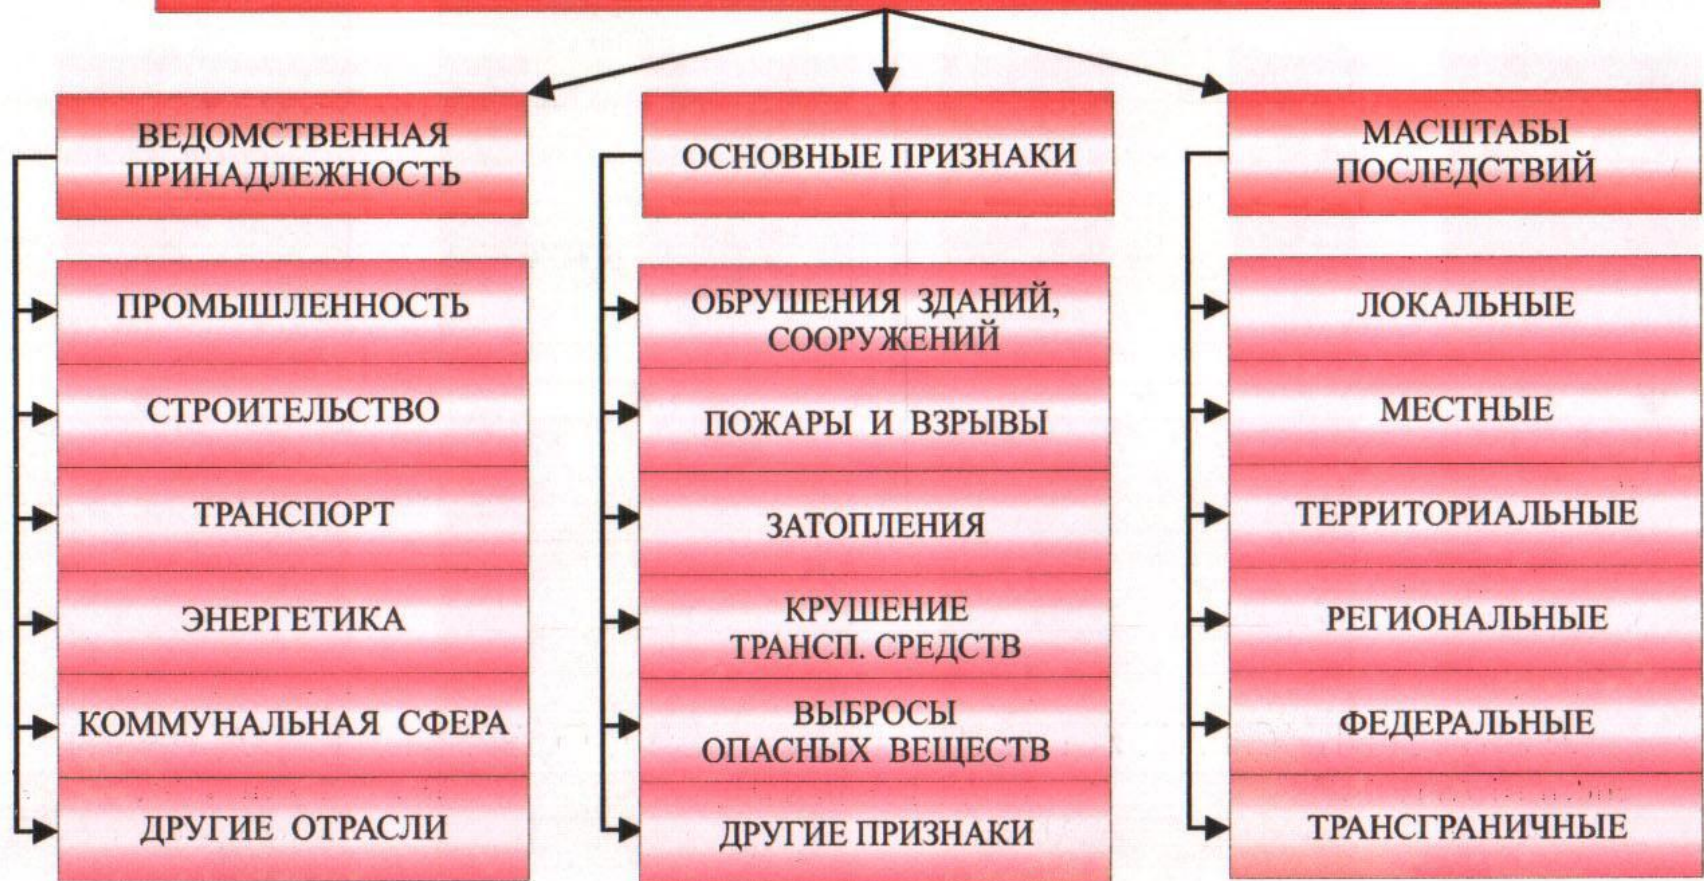 ВЕДОМСТВЕННАЯ
ПРИНАДЛЕЖНОСТЬ
ПРОМЫШЛЕННОСТЬ
СТРОИТЕЛЬСТВО
ТРАНСПОРТ
ЭНЕРГЕТИКА
КОММУНАЛЬНАЯ СФЕРА
ДРУГИЕ ОТРАСЛИ
ОСНОВНЫЕ ПРИЗНАКИ
ОБРУШЕНИЯ ЗДАНИЙ,
СООРУЖЕНИЙ
ПОЖАРЫ И ВЗРЫВЫ
ЗАТОПЛЕНИЯ
КРУШЕНИЕ
ТРАНСП. СРЕДСТВ
ВЫБРОСЫ
ОПАСНЫХ ВЕЩЕСТВ
ДРУГИЕ ПРИЗНАКИ
МАСШТАБЫ
ПОСЛЕДСТВИЙ
ЛОКАЛЬНЫЕ
МЕСТНЫЕ
ТЕРРИТОРИАЛЬНЫЕ
РЕГИОНАЛЬНЫЕ
ФЕДЕРАЛЬНЫЕ
ТРАНСГРАНИЧНЫЕ